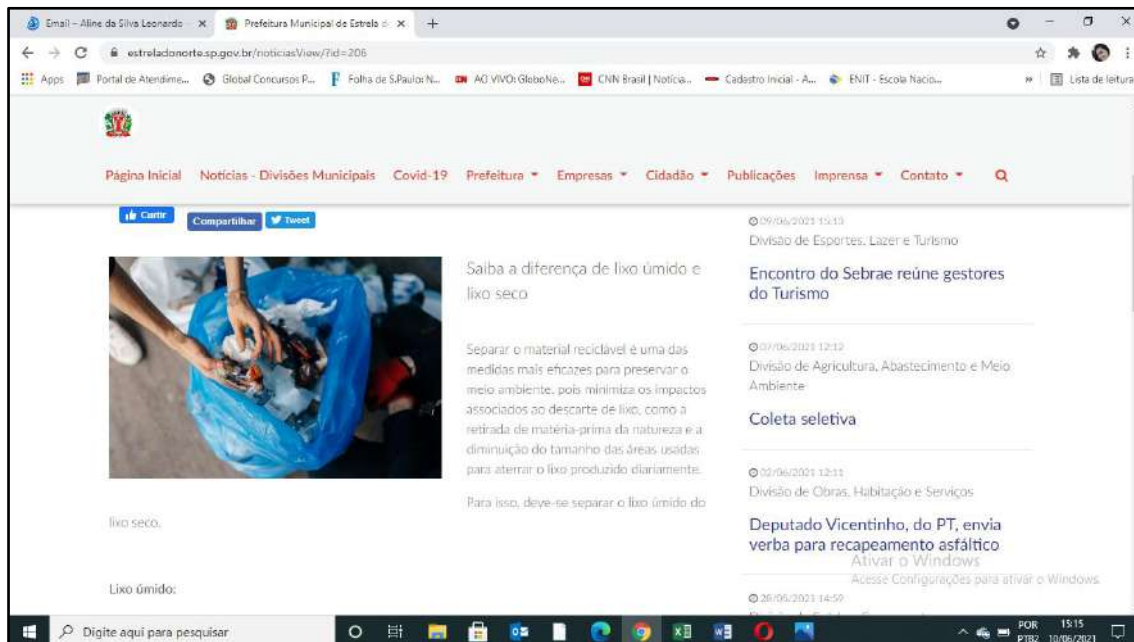 Email – Aline da Silva Leonardo
Prefeitura Municipal de Estrela d
estreladonorte.sp.gov.br/noticiasView/?id=206
Apps Portal de Atendime... Global Concursos P... Folha de S.Paulo: N... AO VIVO: GloboNe... CNN Brasil | Notícia... Cadastro Inicial - A... ENIT - Escola Nacio... Lista de leitura
Página Inicial Notícias - Divisões Municipais Covid-19 Prefeitura Empresas Cidadão Publicações Imprensa Contato
Curtir Compartilhar Tweet
Saiba a diferença de lixo úmido e
lixo seco
Separar o material reciclável é uma das
medidas mais eficazes para preservar o
meio ambiente, pois minimiza os impactos
associados ao descarte de lixo, como a
retirada de matéria-prima da natureza e a
diminuição do tamanho das áreas usadas
para aterrar o lixo produzido diariamente.
Para isso, deve-se separar o lixo úmido do
lixo seco.
Lixo úmido:
09/06/2021 15:13
Divisão de Esportes, Lazer e Turismo
Encontro do Sebrae reúne gestores
do Turismo
07/06/2021 12:12
Divisão de Agricultura, Abastecimento e Meio
Ambiente
Coleta seletiva
02/06/2021 12:11
Divisão de Obras, Habitação e Serviços
Deputado Vicentinho, do PT, envia
verba para recapeamento asfáltico
28/05/2021 14:59
Ativar o Windows
Acesse Configurações para ativar o Windows.
Digite aqui para pesquisar
POR
PTB2
15:15
10/06/2021